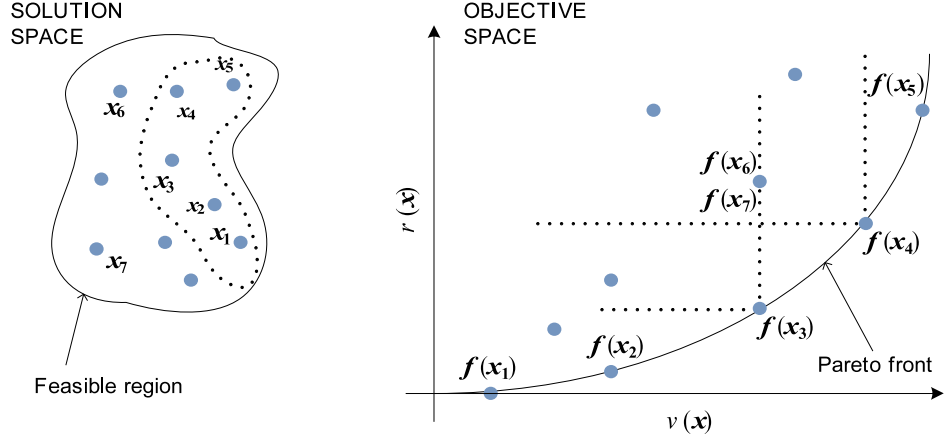 SOLUTION
SPACE
x5
x6
x4
x3
x2
x1
x7
Feasible region
OBJECTIVE
SPACE
r(x)
f(x5)
f(x6)
f(x7)
f(x4)
f(x3)
f(x2)
f(x1)
Pareto front
v(x)